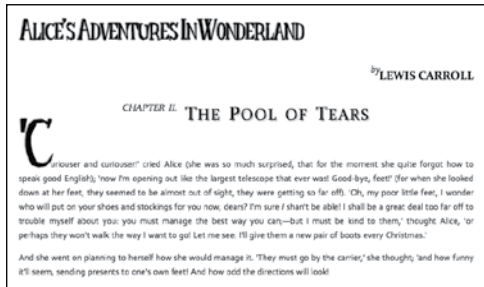 ALICE'S ADVENTURES IN WONDERLAND
by LEWIS CARROLL
CHAPTER II. THE POOL OF TEARS
'Curiouser and curiouser!' cried Alice (she was so much surprised, that for the moment she quite forgot how to
speak good English); 'now I'm opening out like the largest telescope that ever was! Good-bye, feet!' (for when she looked
down at her feet, they seemed to be almost out of sight, they were getting so far off). 'Oh, my poor little feet, I wonder
who will put on your shoes and stockings for you now, dears? I'm sure I shan't be able! I shall be a great deal too far off to
trouble myself about you: you must manage the best way you can;—but I must be kind to them,' thought Alice, 'or
perhaps they won't walk the way I want to go! Let me see: I'll give them a new pair of boots every Christmas.'
And she went on planning to herself how she would manage it. 'They must go by the carrier,' she thought; 'and how funny
it'll seem, sending presents to one's own feet! And how odd the directions will look!